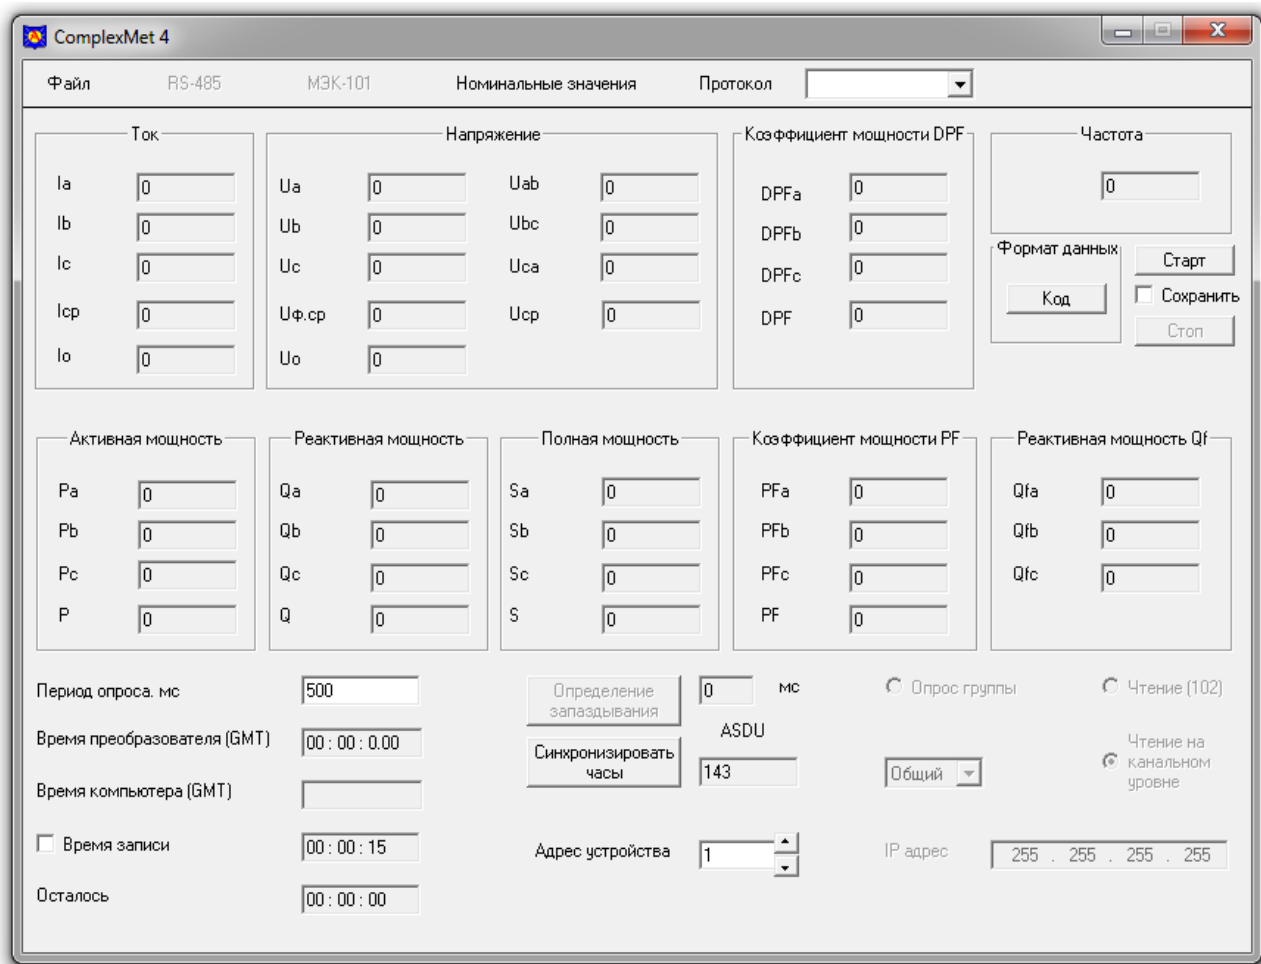 ComplexMet 4
Файл RS-485 МЭК-101 Номинальные значения Протокол
Ток Напряжение Коэффициент мощности DPF Частота
Ia 0 Ua 0 Uab 0 DPFa 0 0
Ib 0 Ub 0 Ubc 0 DPFb 0
Ic 0 Uc 0 Uca 0 DPFc 0 Формат данных Старт
Код Сохранить
Iср 0 Uф.ср 0 Uср 0 DPF 0 Стоп
Io 0 Uo 0
Активная мощность Реактивная мощность Полная мощность Коэффициент мощности PF Реактивная мощность Qf
Pa 0 Qa 0 Sa 0 PFa 0 Qfa 0
Pb 0 Qb 0 Sb 0 PFb 0 Qfb 0
Pc 0 Qc 0 Sc 0 PFc 0 Qfc 0
P 0 Q 0 S 0 PF 0
Период опроса. мс 500 Определение запаздывания 0 мс Опрос группы Чтение (102)
Время преобразователя (GMT) 00 : 00 : 0.00 ASDU
Синхронизировать часы 143 Общий Чтение на канальном уровне
Время компьютера (GMT)
Время записи 00 : 00 : 15 Адрес устройства 1 IP адрес 255 . 255 . 255 . 255
Осталось 00 : 00 : 00